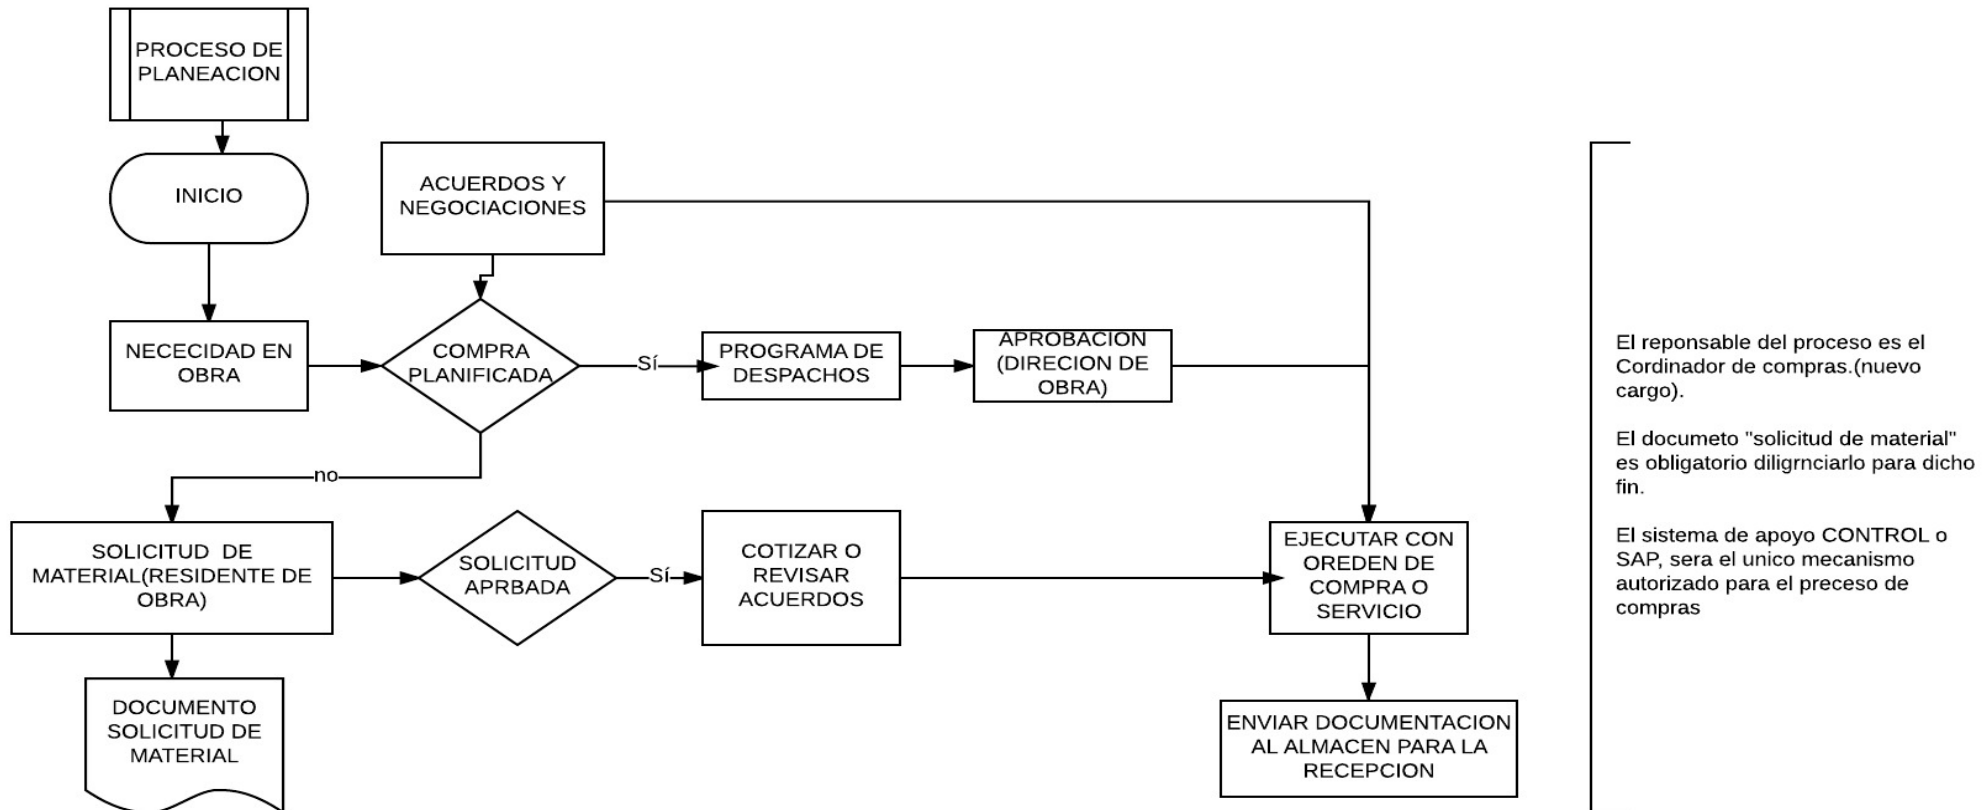 PROCESO DE
PLANEACION
INICIO
ACUERDOS Y
NEGOCIACIONES
NECECIDAD EN
OBRA
COMPRA
PLANIFICADA
Sí
PROGRAMA DE
DESPACHOS
APROBACION
(DIRECION DE
OBRA)
no
SOLICITUD DE
MATERIAL(RESIDENTE DE
OBRA)
SOLICITUD
APRBADA
Sí
COTIZAR O
REVISAR
ACUERDOS
EJECUTAR CON
OREDEN DE
COMPRA O
SERVICIO
DOCUMENTO
SOLICITUD DE
MATERIAL
ENVIAR DOCUMENTACION
AL ALMACEN PARA LA
RECEPCION
El reponsable del proceso es el
Cordinador de compras.(nuevo
cargo).
El documeto "solicitud de material"
es obligatorio diligrnciarlo para dicho
fin.
El sistema de apoyo CONTROL o
SAP, sera el unico mecanismo
autorizado para el preceso de
compras